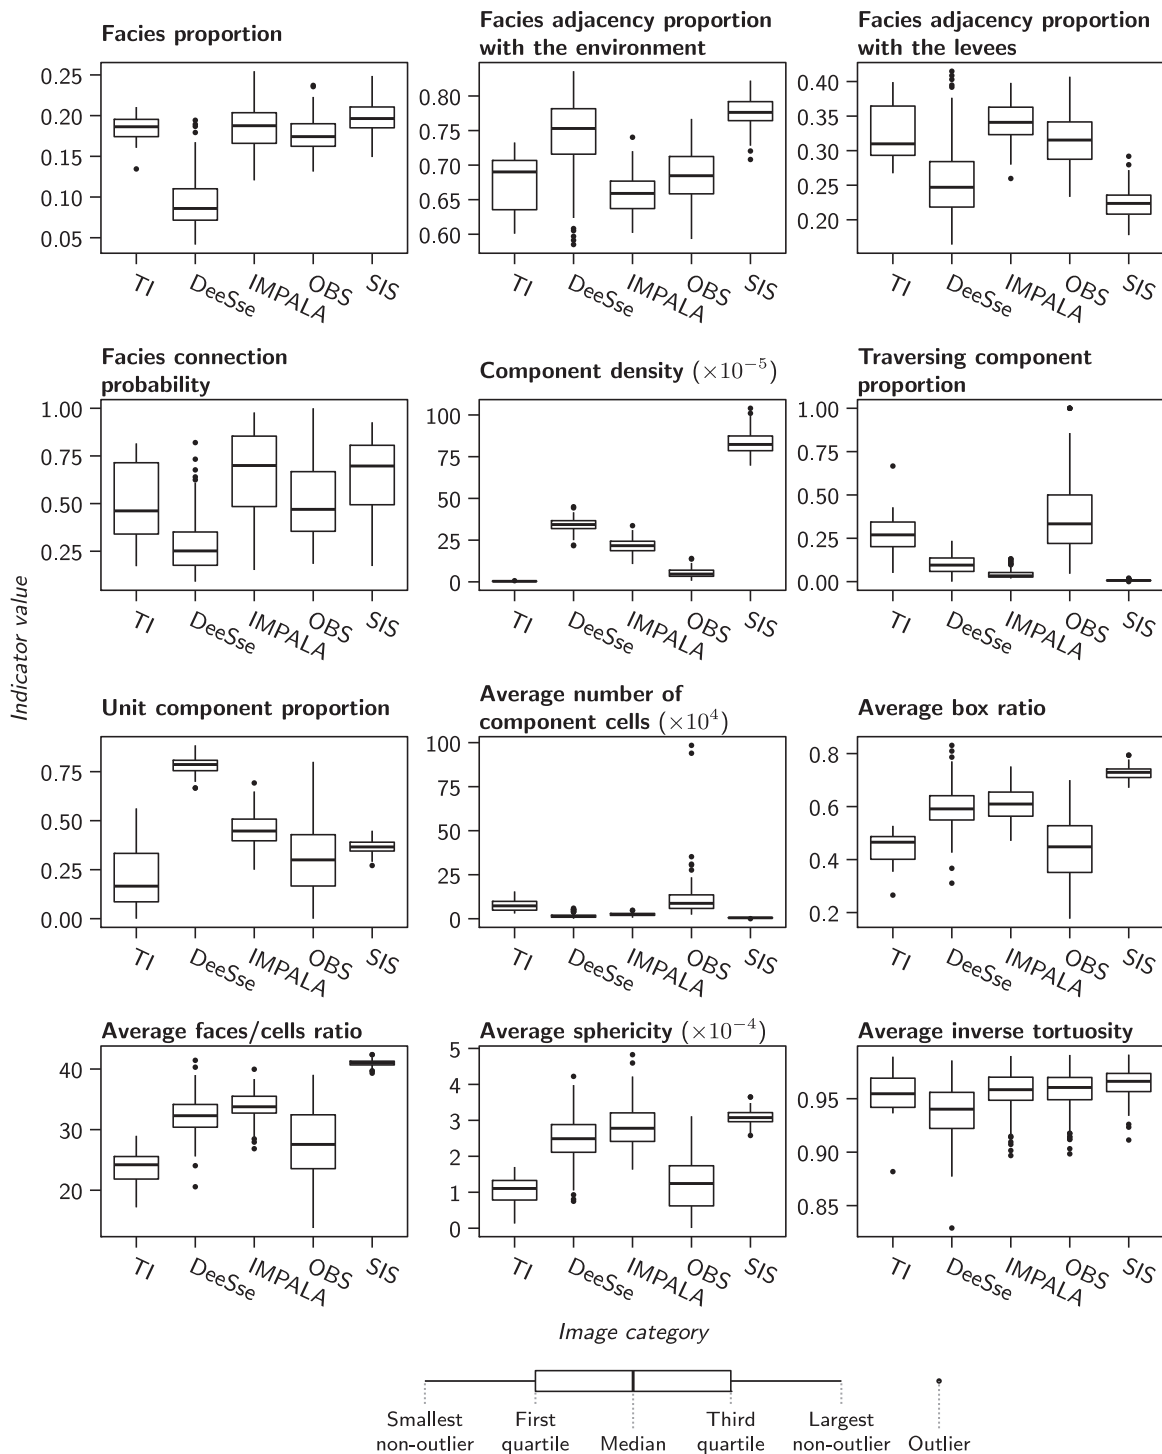 Facies proportion
Facies adjacency proportion
with the environment
Facies adjacency proportion
with the levees
0.25
0.20
0.15
0.10
0.05
0.80
0.75
0.70
0.65
0.60
0.40
0.35
0.30
0.25
0.20
TI DeeSse IMPALA OBS SIS
TI DeeSse IMPALA OBS SIS
TI DeeSse IMPALA OBS SIS
Facies connection
probability
Component density (×10−5)
Traversing component
proportion
1.00
0.75
0.50
0.25
100
75
50
25
0
1.00
0.75
0.50
0.25
0.00
TI DeeSse IMPALA OBS SIS
TI DeeSse IMPALA OBS SIS
TI DeeSse IMPALA OBS SIS
Indicator value
Unit component proportion
Average number of
component cells (×10^4)
Average box ratio
0.75
0.50
0.25
0.00
100
75
50
25
0
0.8
0.6
0.4
0.2
TI DeeSse IMPALA OBS SIS
TI DeeSse IMPALA OBS SIS
TI DeeSse IMPALA OBS SIS
Average faces/cells ratio
Average sphericity (×10−4)
Average inverse tortuosity
40
30
20
5
4
3
2
1
0
0.95
0.90
0.85
TI DeeSse IMPALA OBS SIS
TI DeeSse IMPALA OBS SIS
TI DeeSse IMPALA OBS SIS
Image category
Smallest
non-outlier
First
quartile
Median
Third
quartile
Largest
non-outlier
Outlier